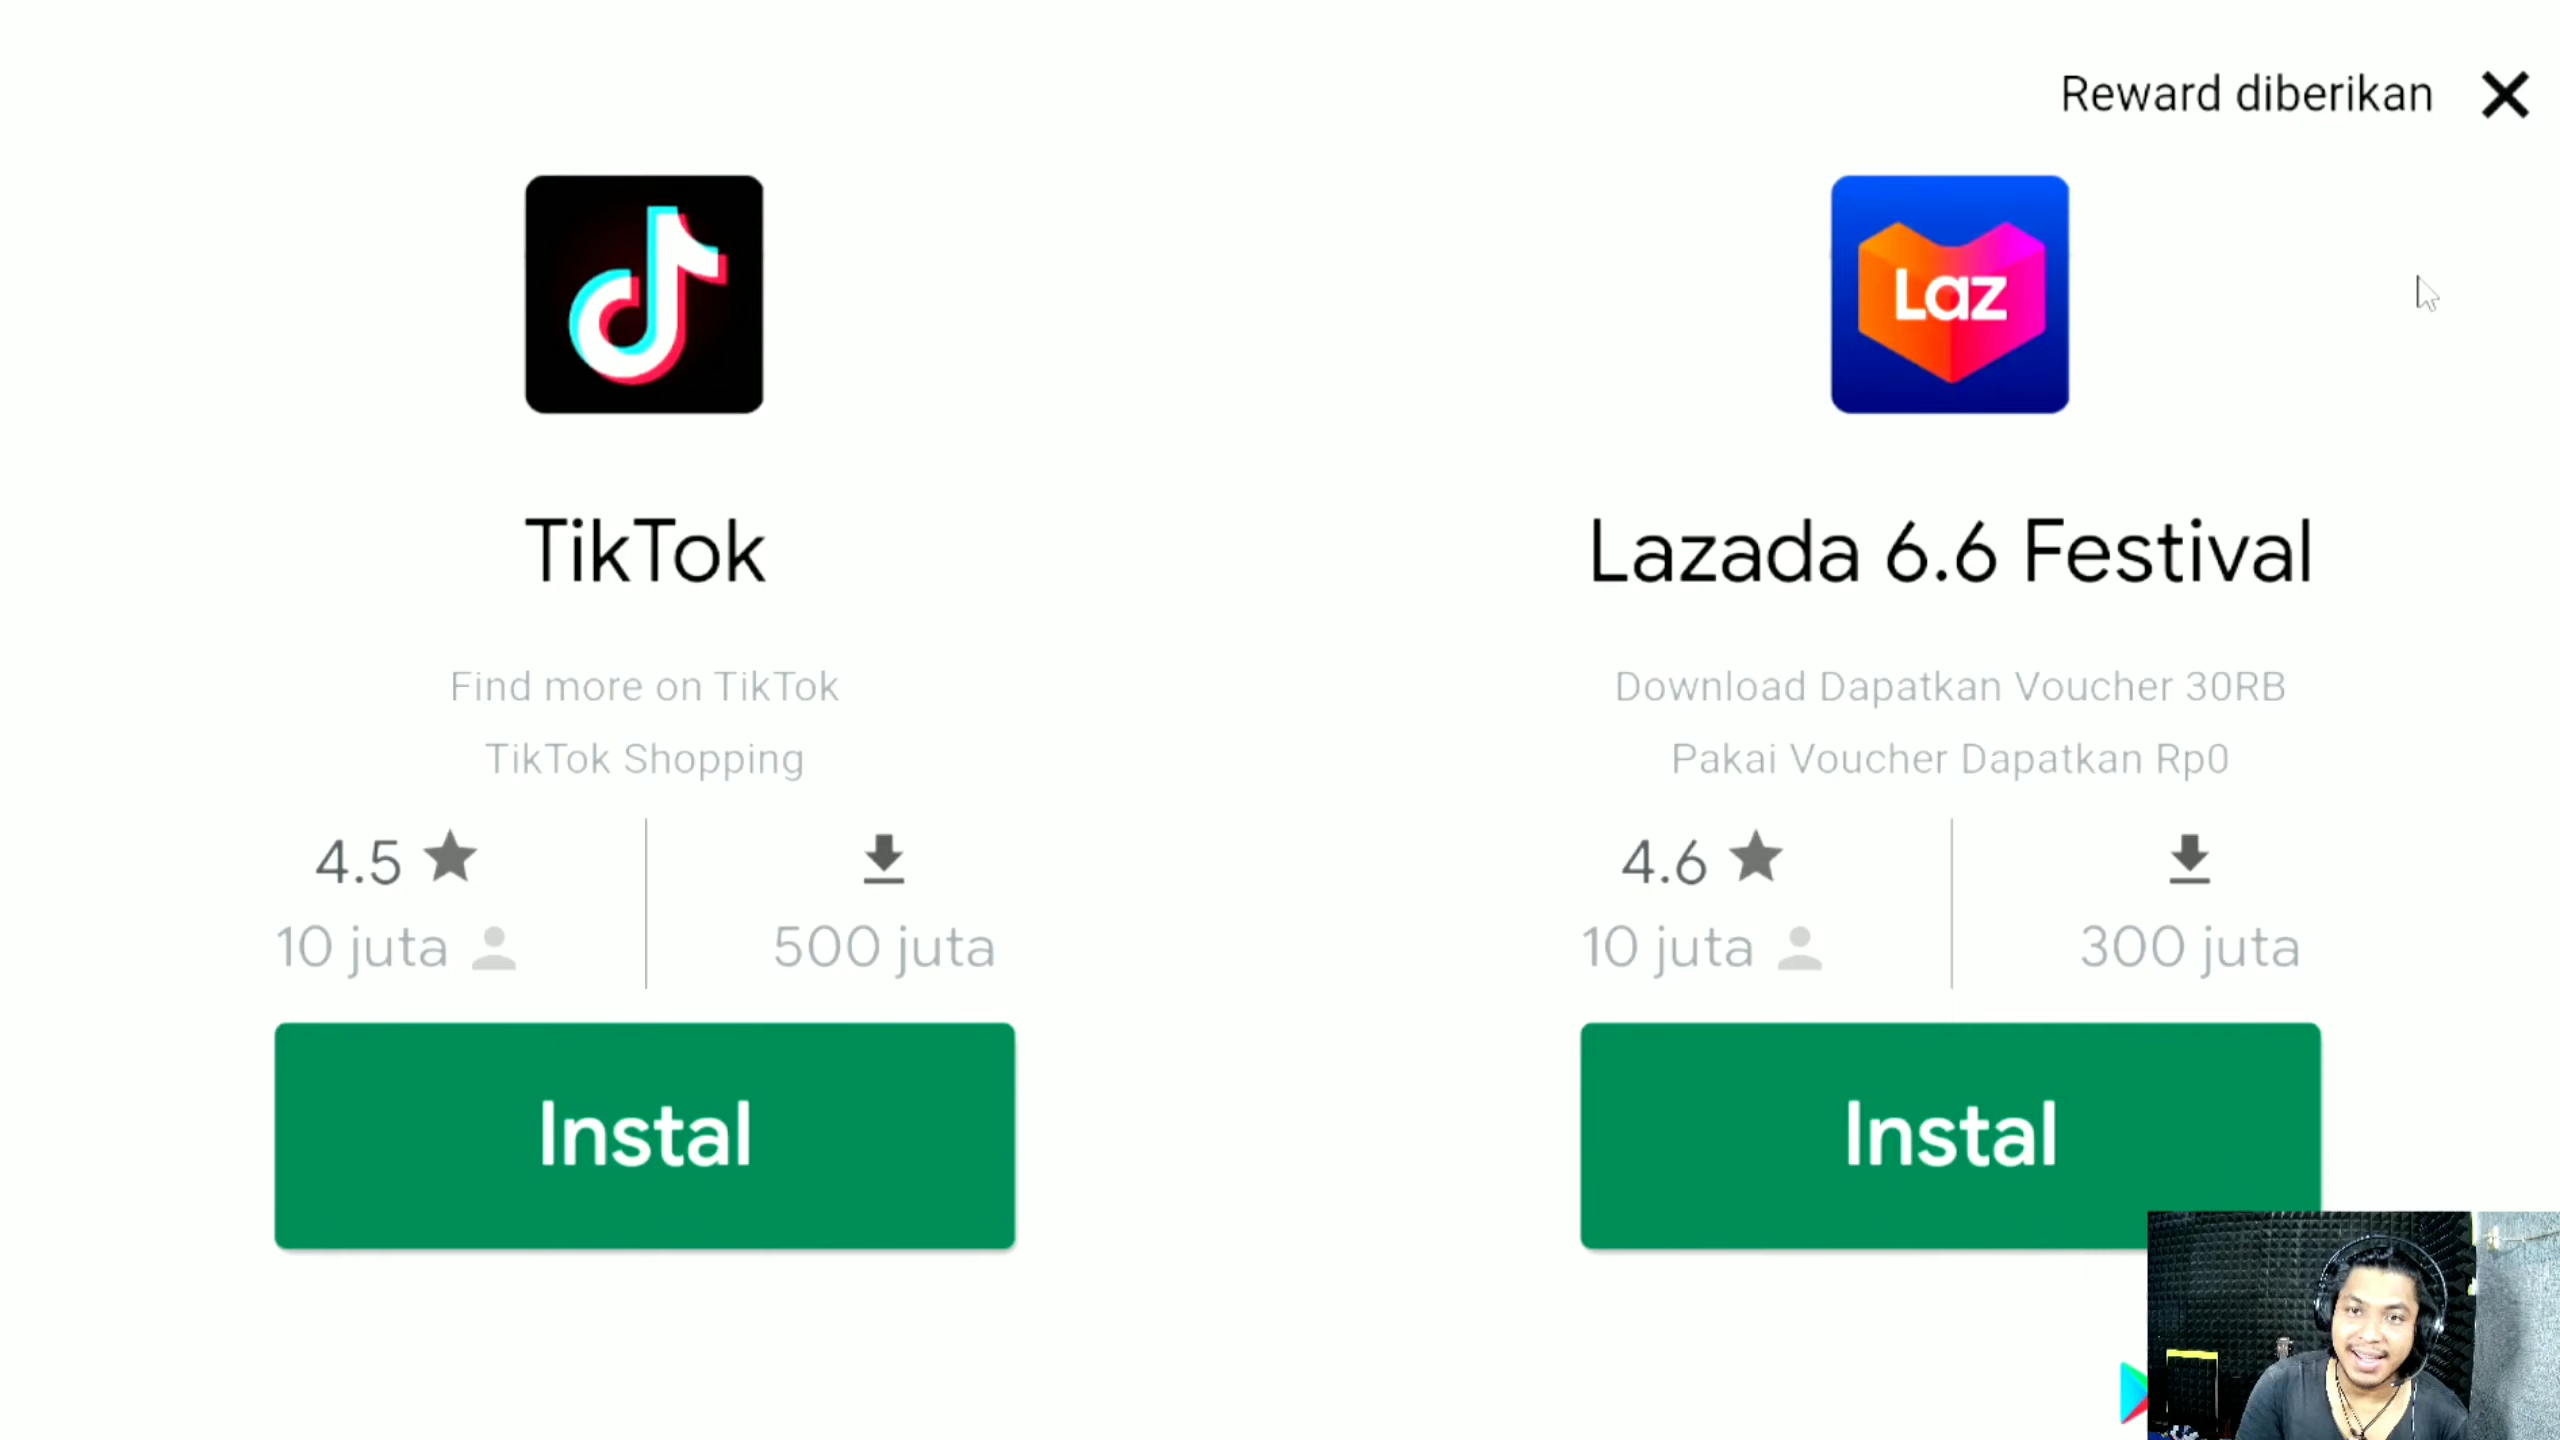 Reward diberikan
TikTok
Find more on TikTok
TikTok Shopping
4.5
10 juta
500 juta
Instal
Laz
Lazada 6.6 Festival
Download Dapatkan Voucher 30RB
Pakai Voucher Dapatkan Rp0
4.6
10 juta
300 juta
Instal